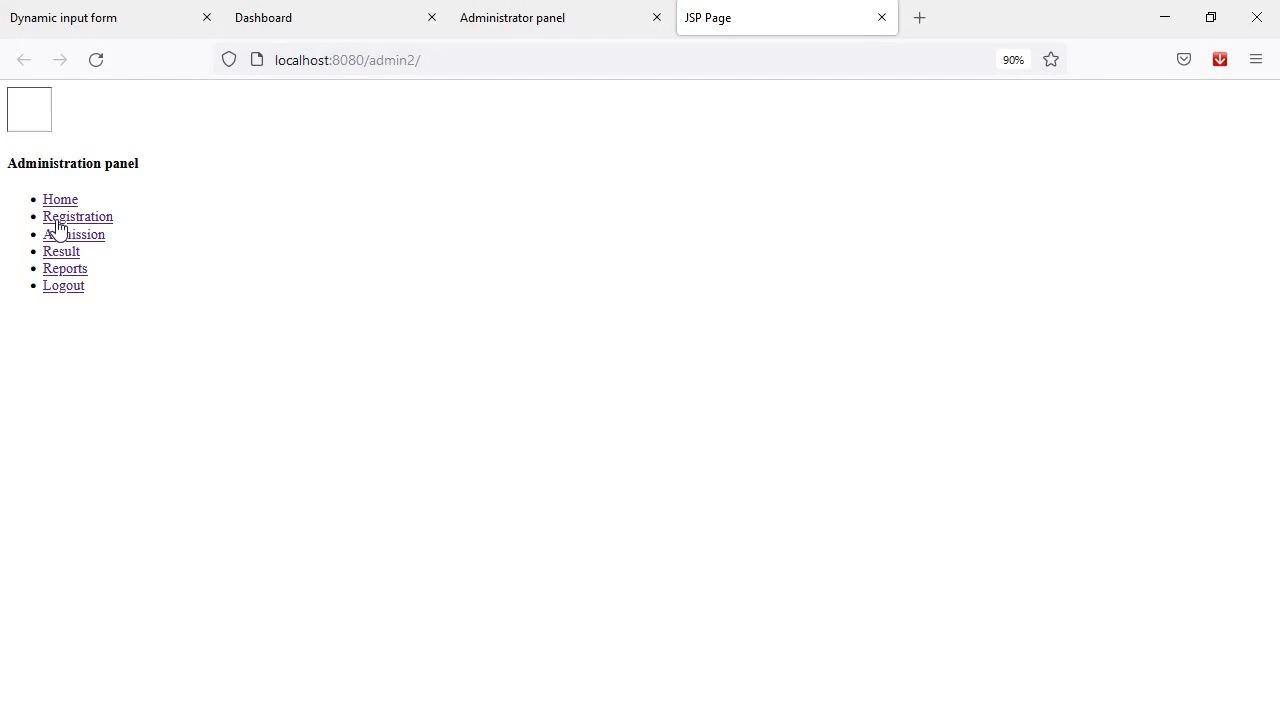 Dynamic input form
Dashboard
Administrator panel
JSP Page
localhost:8080/admin2/
90%
Administration panel
Home
Registration
Result
Reports
Logout